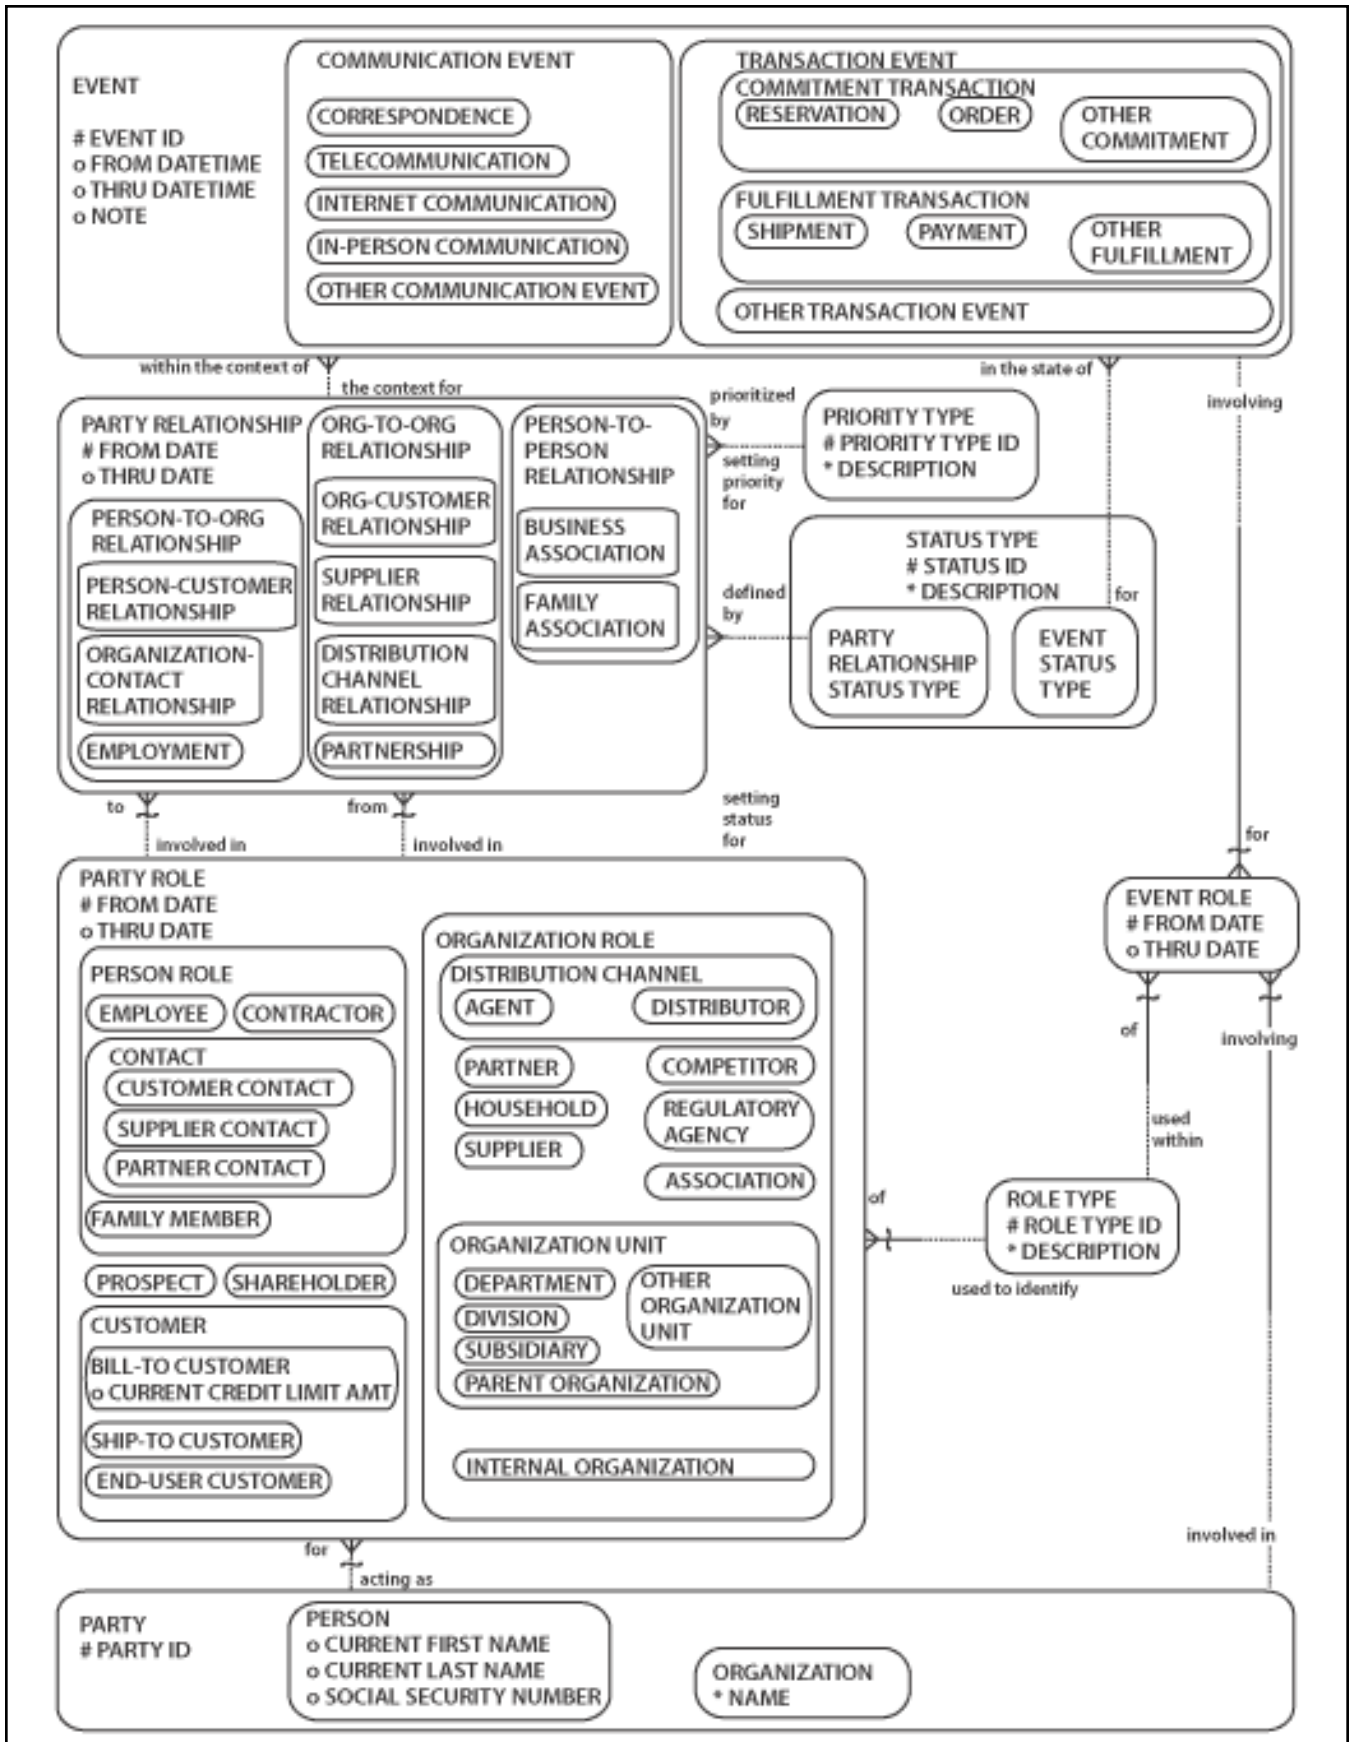 EVENT
# EVENT ID
o FROM DATETIME
o THRU DATETIME
o NOTE
COMMUNICATION EVENT
CORRESPONDENCE
TELECOMMUNICATION
INTERNET COMMUNICATION
IN-PERSON COMMUNICATION
OTHER COMMUNICATION EVENT
TRANSACTION EVENT
COMMITMENT TRANSACTION
RESERVATION
ORDER
OTHER
COMMITMENT
FULFILLMENT TRANSACTION
SHIPMENT
PAYMENT
OTHER
FULFILLMENT
OTHER TRANSACTION EVENT
within the context of
the context for
in the state of
involving
PARTY RELATIONSHIP
# FROM DATE
o THRU DATE
PERSON-TO-ORG
RELATIONSHIP
PERSON-CUSTOMER
RELATIONSHIP
ORGANIZATION-
CONTACT
RELATIONSHIP
EMPLOYMENT
ORG-TO-ORG
RELATIONSHIP
ORG-CUSTOMER
RELATIONSHIP
SUPPLIER
RELATIONSHIP
DISTRIBUTION
CHANNEL
RELATIONSHIP
PARTNERSHIP
PERSON-TO-
PERSON
RELATIONSHIP
BUSINESS
ASSOCIATION
FAMILY
ASSOCIATION
prioritized
by
setting
priority
for
PRIORITY TYPE
# PRIORITY TYPE ID
* DESCRIPTION
defined
by
STATUS TYPE
# STATUS ID
* DESCRIPTION
for
PARTY
RELATIONSHIP
STATUS TYPE
EVENT
STATUS
TYPE
to
involved in
from
involved in
setting
status
for
for
PARTY ROLE
# FROM DATE
o THRU DATE
PERSON ROLE
EMPLOYEE
CONTRACTOR
CONTACT
CUSTOMER CONTACT
SUPPLIER CONTACT
PARTNER CONTACT
FAMILY MEMBER
PROSPECT
SHAREHOLDER
CUSTOMER
BILL-TO CUSTOMER
o CURRENT CREDIT LIMIT AMT
SHIP-TO CUSTOMER
END-USER CUSTOMER
ORGANIZATION ROLE
DISTRIBUTION CHANNEL
AGENT
DISTRIBUTOR
PARTNER
COMPETITOR
HOUSEHOLD
REGULATORY
AGENCY
SUPPLIER
ASSOCIATION
ORGANIZATION UNIT
DEPARTMENT
DIVISION
SUBSIDIARY
PARENT ORGANIZATION
OTHER
ORGANIZATION
UNIT
INTERNAL ORGANIZATION
EVENT ROLE
# FROM DATE
o THRU DATE
of
involving
used
within
of
ROLE TYPE
# ROLE TYPE ID
* DESCRIPTION
used to identify
involved in
for
acting as
PARTY
# PARTY ID
PERSON
o CURRENT FIRST NAME
o CURRENT LAST NAME
o SOCIAL SECURITY NUMBER
ORGANIZATION
* NAME